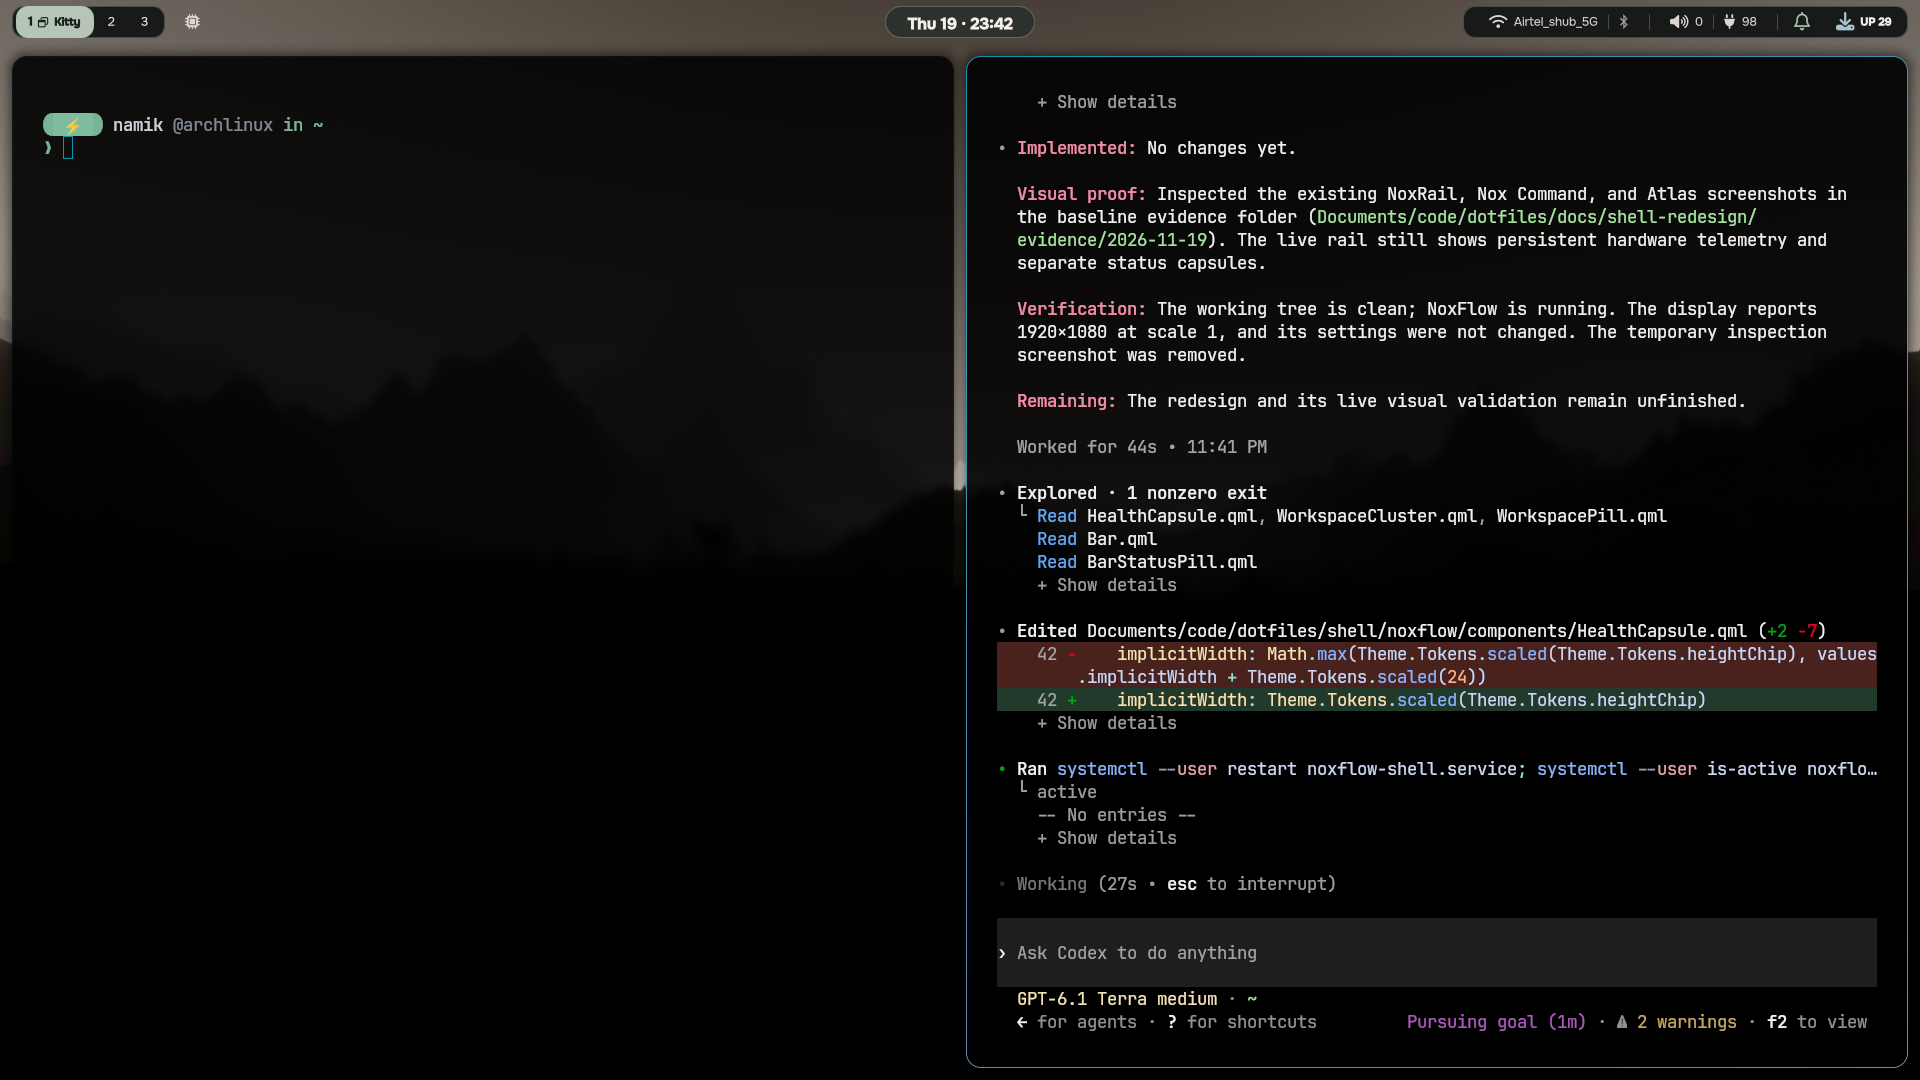 1 Kitty 2 3
Thu 19 · 23:42
Airtel_shub_5G 0 98 UP 29
namik @archlinux in ~
❯
+ Show details
• Implemented: No changes yet.
Visual proof: Inspected the existing NoxRail, Nox Command, and Atlas screenshots in
the baseline evidence folder (Documents/code/dotfiles/docs/shell-redesign/
evidence/2026-11-19). The live rail still shows persistent hardware telemetry and
separate status capsules.
Verification: The working tree is clean; NoxFlow is running. The display reports
1920×1080 at scale 1, and its settings were not changed. The temporary inspection
screenshot was removed.
Remaining: The redesign and its live visual validation remain unfinished.
Worked for 44s • 11:41 PM
• Explored · 1 nonzero exit
└ Read HealthCapsule.qml, WorkspaceCluster.qml, WorkspacePill.qml
Read Bar.qml
Read BarStatusPill.qml
+ Show details
• Edited Documents/code/dotfiles/shell/noxflow/components/HealthCapsule.qml (+2 -7)
42 - implicitWidth: Math.max(Theme.Tokens.scaled(Theme.Tokens.heightChip), values
.implicitWidth + Theme.Tokens.scaled(24))
42 + implicitWidth: Theme.Tokens.scaled(Theme.Tokens.heightChip)
+ Show details
• Ran systemctl --user restart noxflow-shell.service; systemctl --user is-active noxflo…
└ active
-- No entries --
+ Show details
• Working (27s • esc to interrupt)
› Ask Codex to do anything
GPT-6.1 Terra medium · ~
← for agents · ? for shortcuts Pursuing goal (1m) · ⚠ 2 warnings · f2 to view